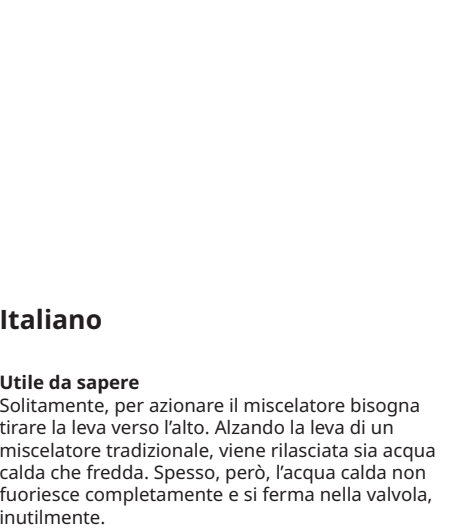 Italiano
Utile da sapere
Solitamente, per azionare il miscelatore bisogna
tirare la leva verso l’alto. Alzando la leva di un
miscelatore tradizionale, viene rilasciata sia acqua
calda che fredda. Spesso, però, l’acqua calda non
fuoriesce completamente e si ferma nella valvola,
inutilmente.